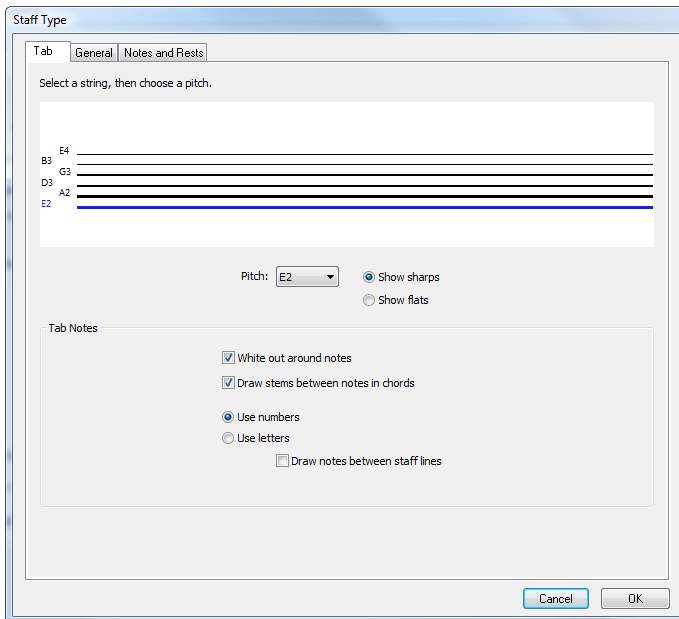 Staff Type
Tab General Notes and Rests
Select a string, then choose a pitch.
E4
B3
G3
D3
A2
E2
Pitch: E2 Show sharps
Show flats
Tab Notes
White out around notes
Draw stems between notes in chords
Use numbers
Use letters
Draw notes between staff lines
Cancel OK